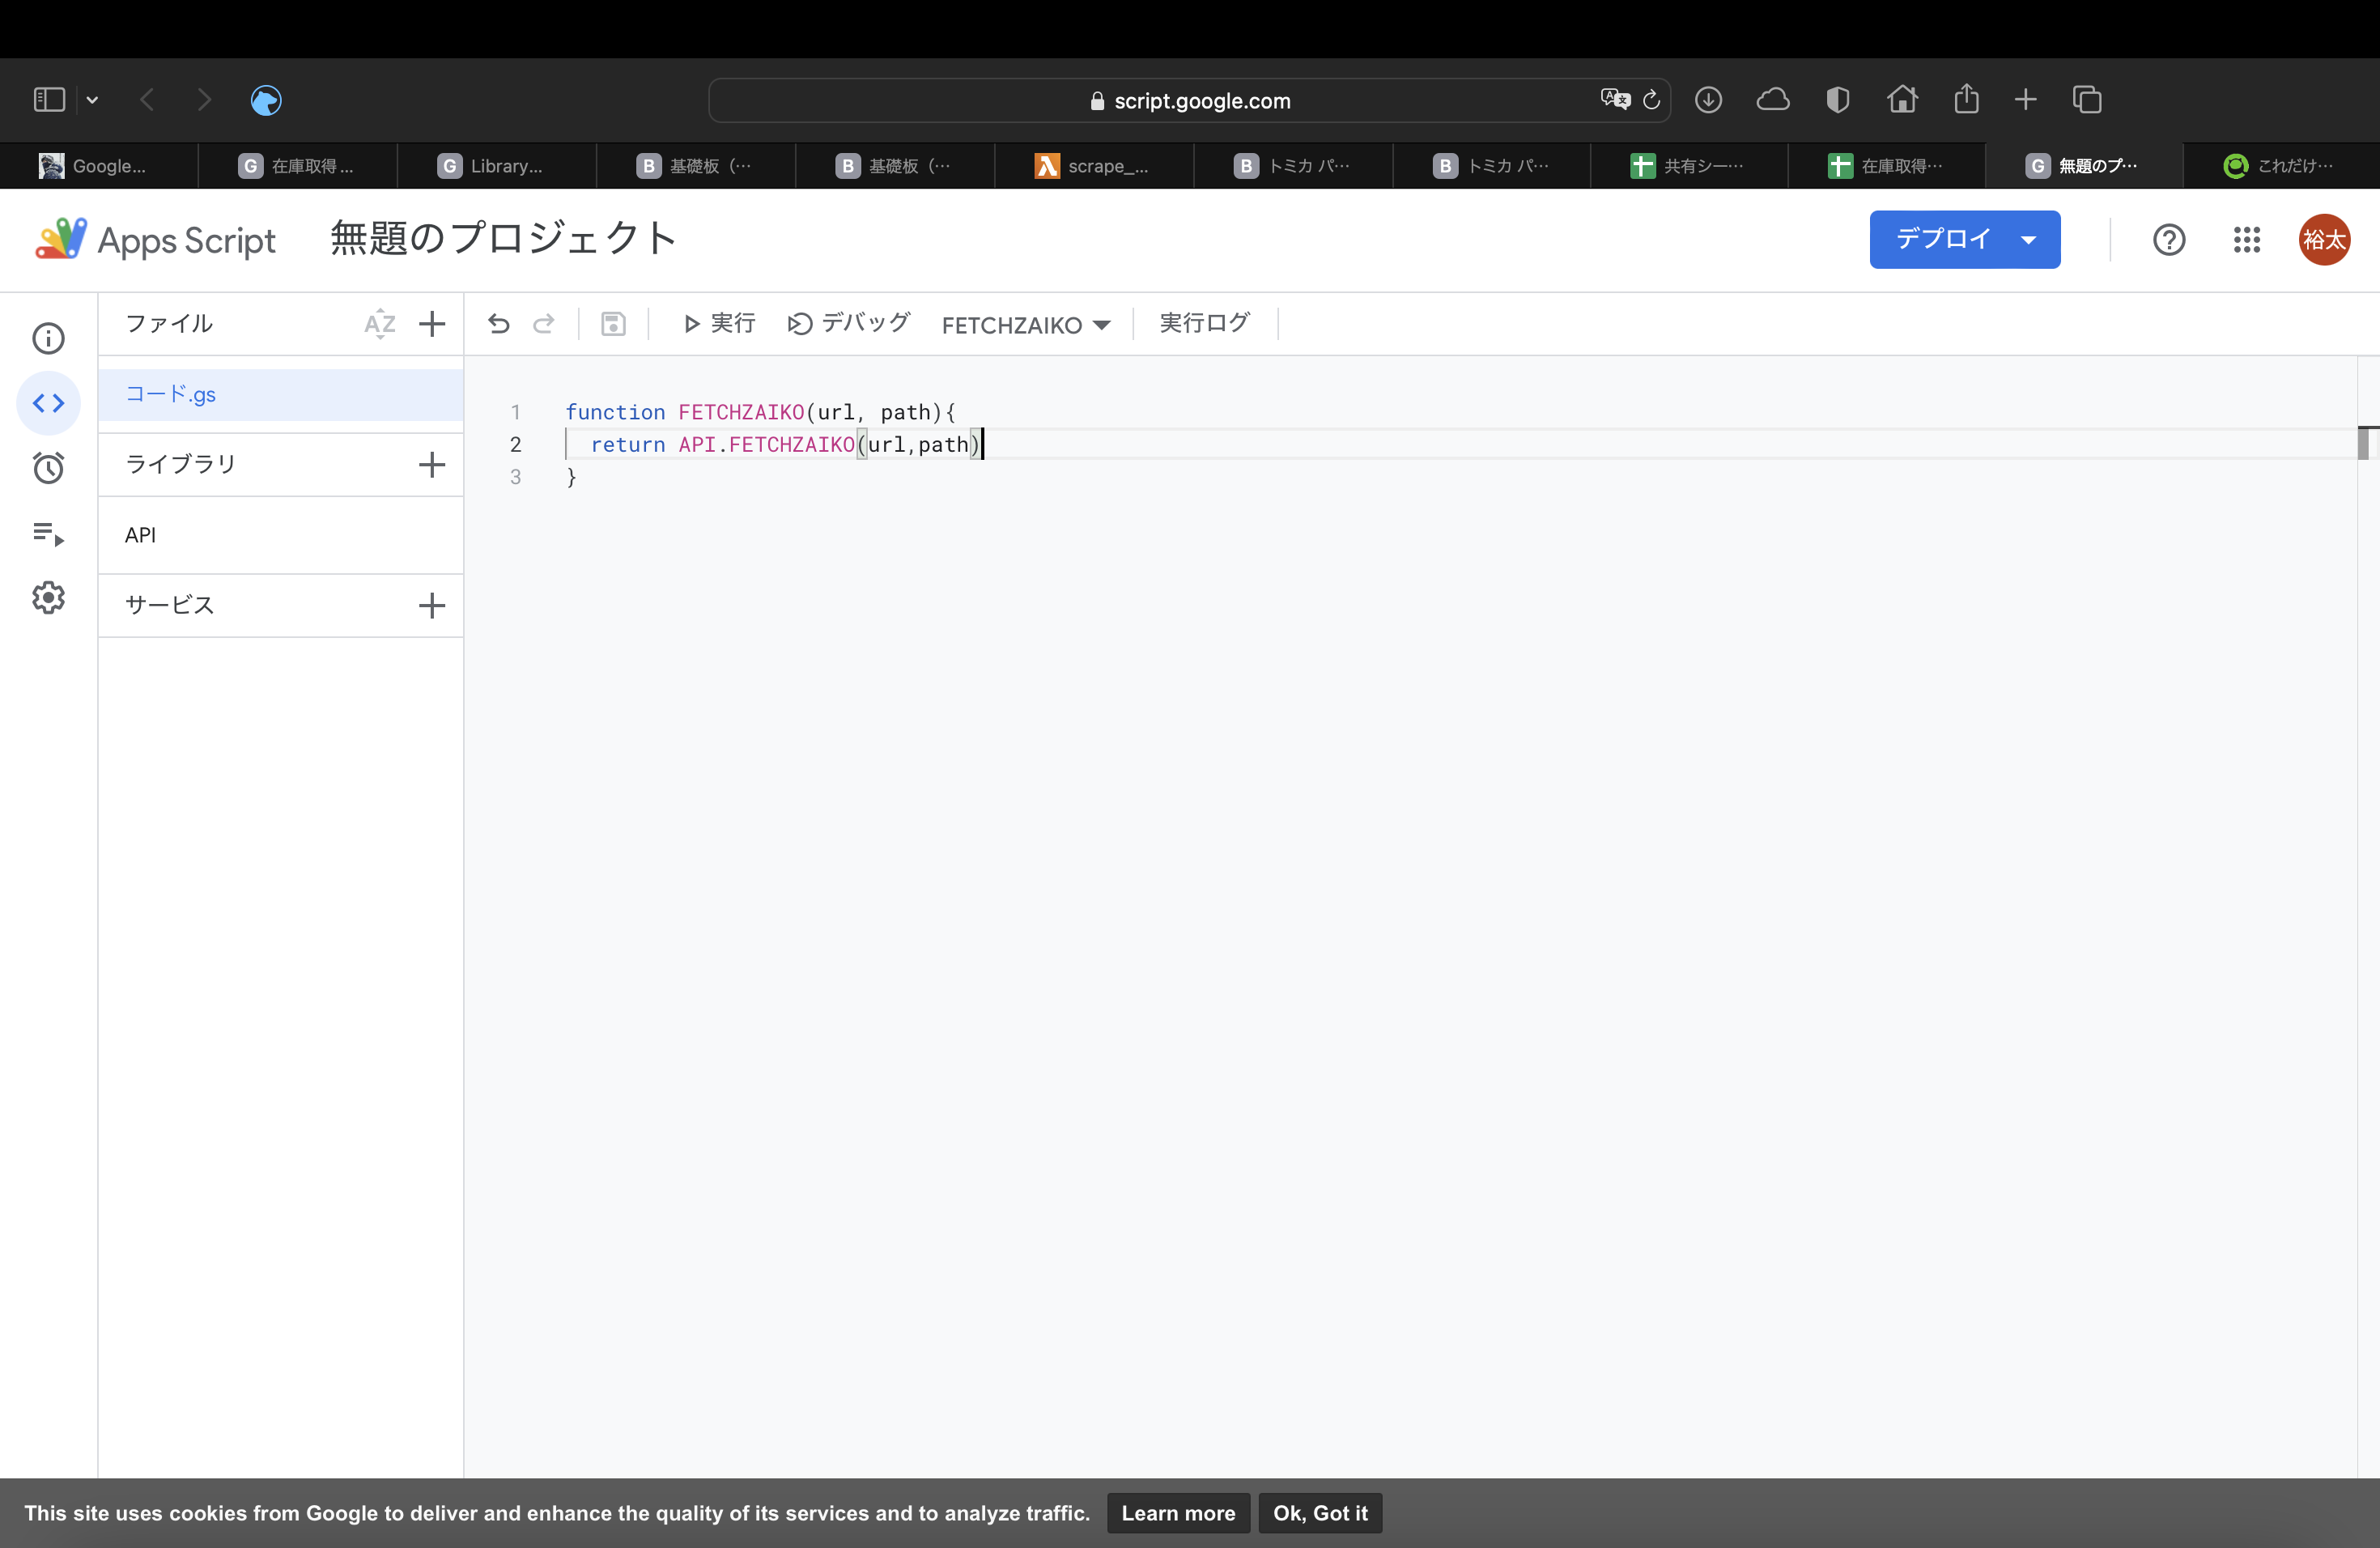 script.google.com
Google...
G 在庫取得 ...
G Library...
B 基礎板（…
B 基礎板（…
scrape_...
B トミカ パ…
B トミカ パ…
共有シー…
在庫取得…
G 無題のプ…
これだけ…
Apps Script 無題のプロジェクト
デプロイ
裕太
ファイル
AZ
実行
デバッグ
FETCHZAIKO
実行ログ
コード.gs
ライブラリ
API
サービス
1 function FETCHZAIKO(url, path){
2 return API.FETCHZAIKO(url,path)
3 }
This site uses cookies from Google to deliver and enhance the quality of its services and to analyze traffic.
Learn more
Ok, Got it